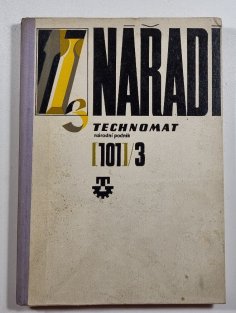 NÁŘADÍ
3
TECHNOMAT
národní podnik
[101]/3